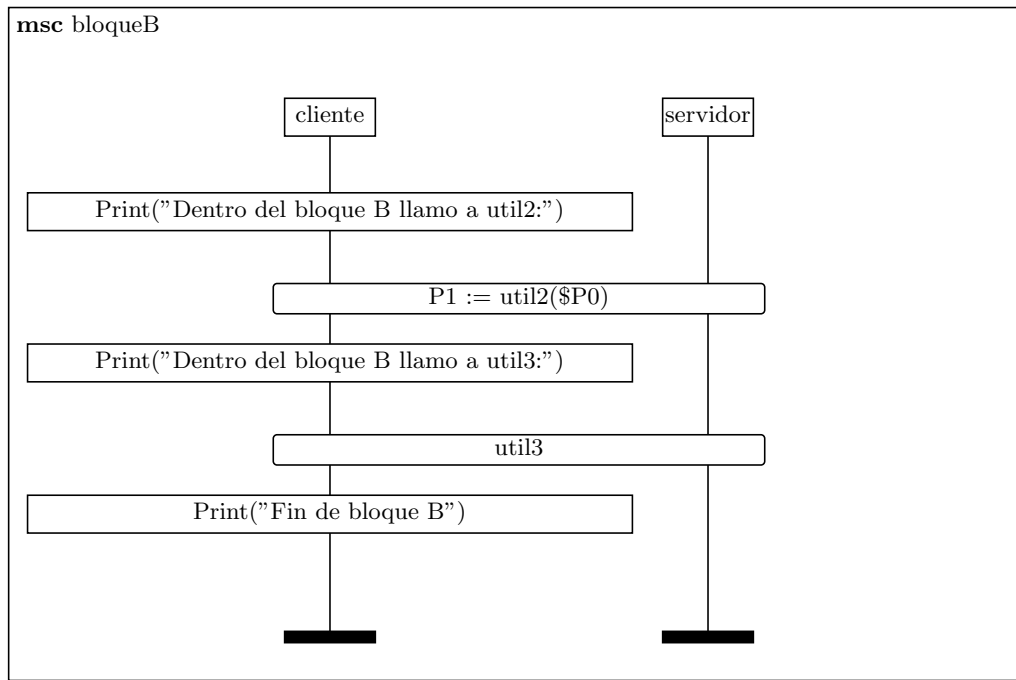 msc bloqueB
cliente
servidor
Print(”Dentro del bloque B llamo a util2:”)
P1 := util2($P0)
Print(”Dentro del bloque B llamo a util3:”)
util3
Print(”Fin de bloque B”)